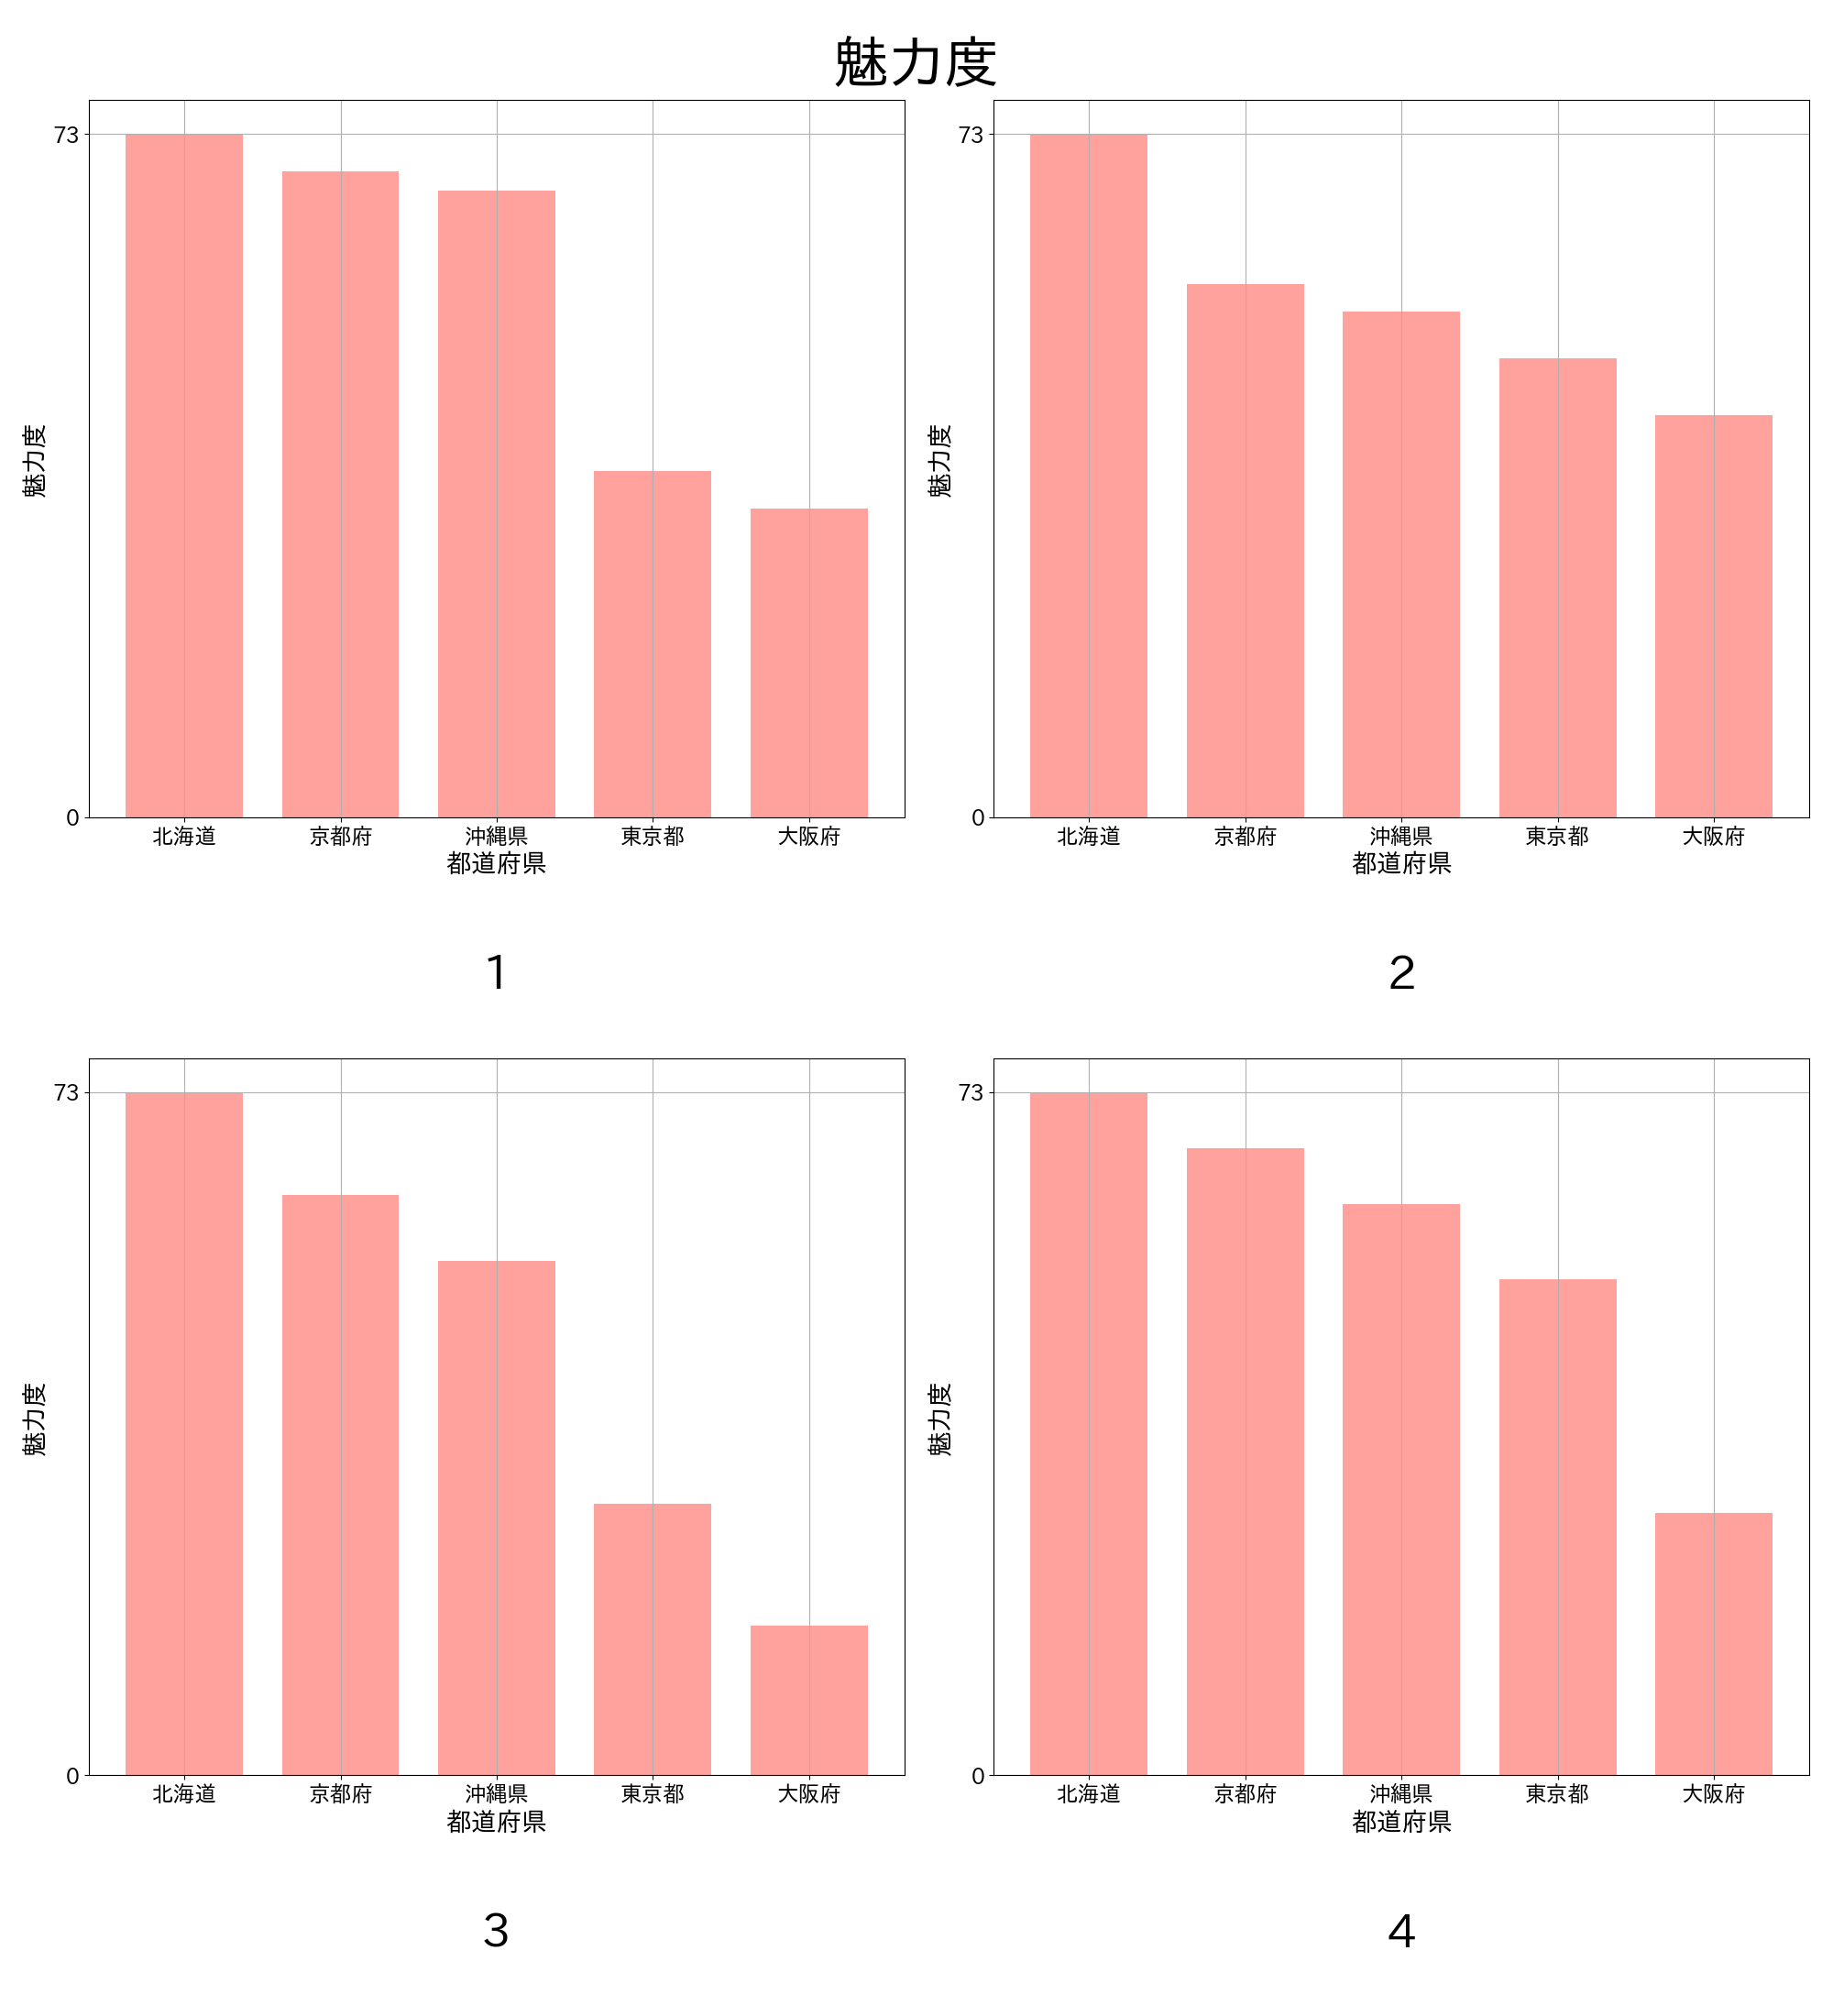 魅力度
73
0
魅力度
北海道 京都府 沖縄県 東京都 大阪府
都道府県
1
73
0
魅力度
北海道 京都府 沖縄県 東京都 大阪府
都道府県
2
73
0
魅力度
北海道 京都府 沖縄県 東京都 大阪府
都道府県
3
73
0
魅力度
北海道 京都府 沖縄県 東京都 大阪府
都道府県
4